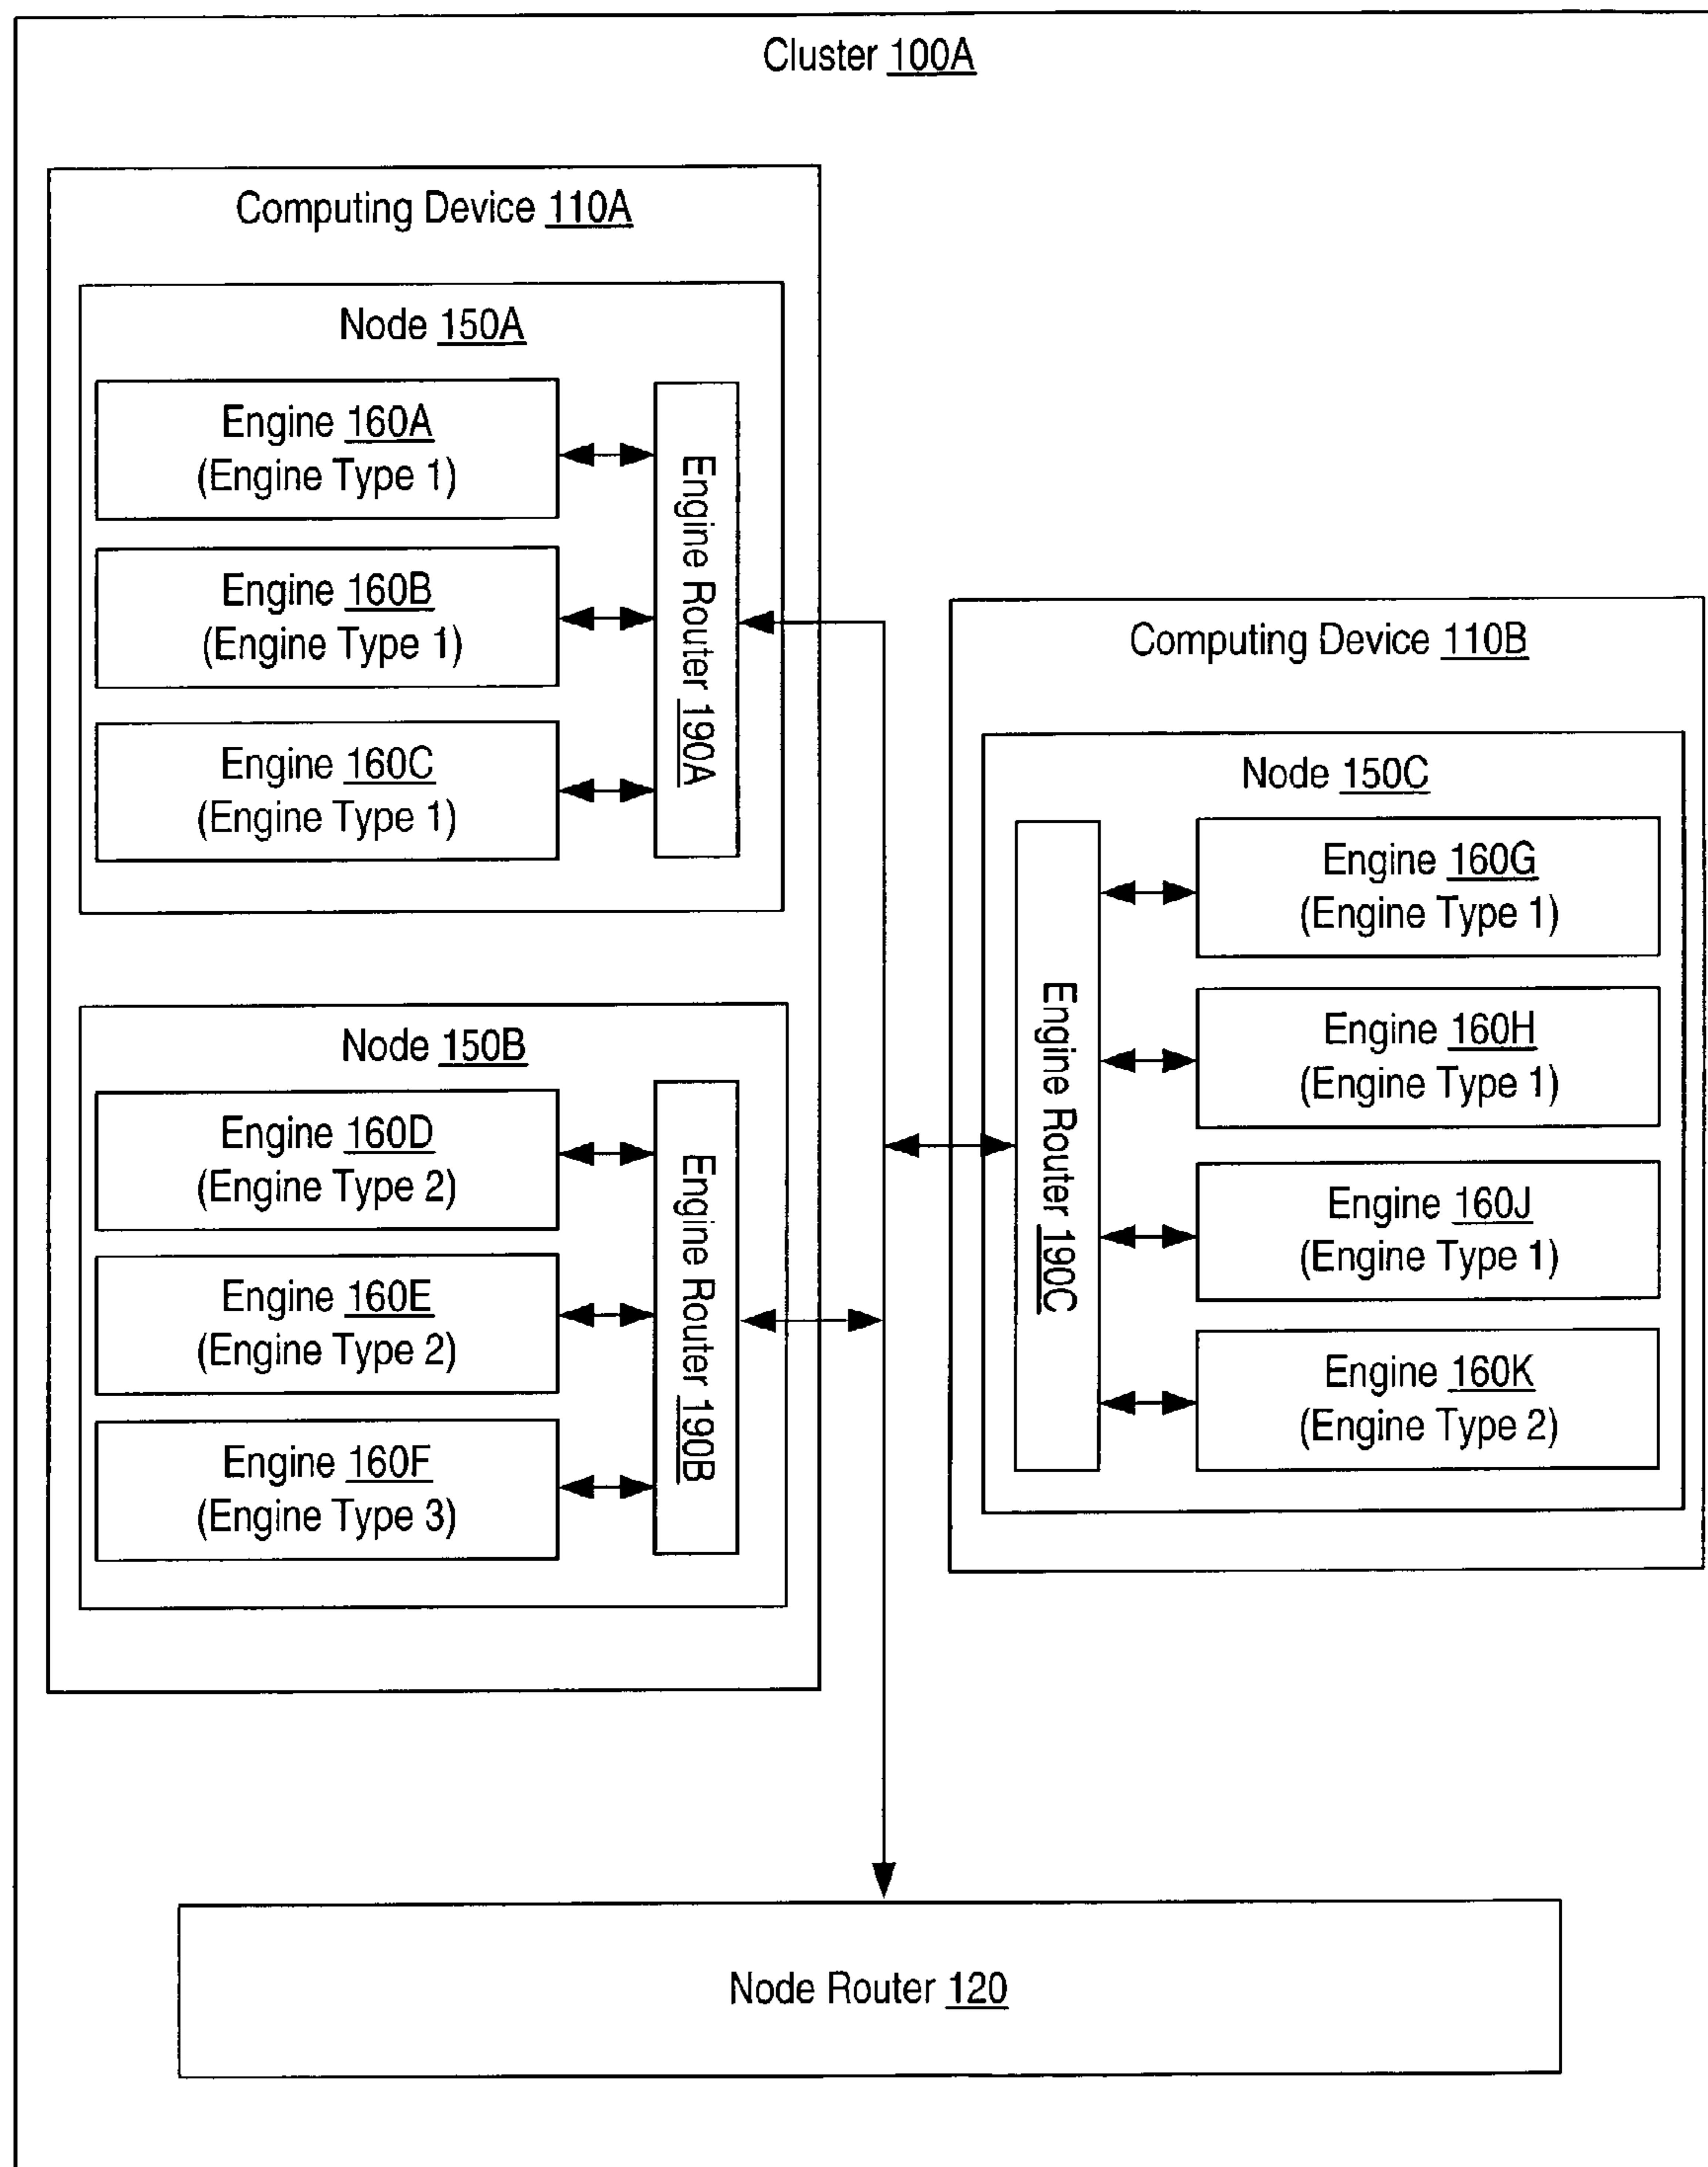 Cluster 100A
Computing Device 110A
Node 150A
Engine 160A
(Engine Type 1)
Engine 160B
(Engine Type 1)
Engine 160C
(Engine Type 1)
Engine Router 190A
Node 150B
Engine 160D
(Engine Type 2)
Engine 160E
(Engine Type 2)
Engine 160F
(Engine Type 3)
Engine Router 190B
Computing Device 110B
Node 150C
Engine Router 190C
Engine 160G
(Engine Type 1)
Engine 160H
(Engine Type 1)
Engine 160J
(Engine Type 1)
Engine 160K
(Engine Type 2)
Node Router 120